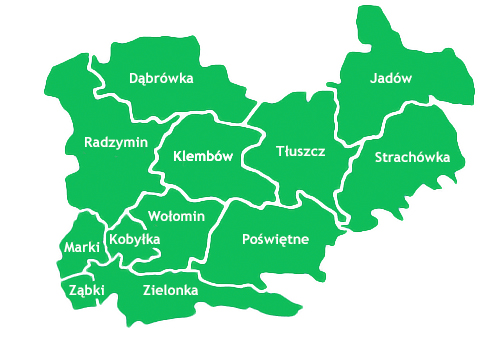 Dąbrówka
Jadów
Radzymin
Klembów
Tłuszcz
Strachówka
Wołomin
Kobyłka
Poświętne
Marki
Ząbki
Zielonka